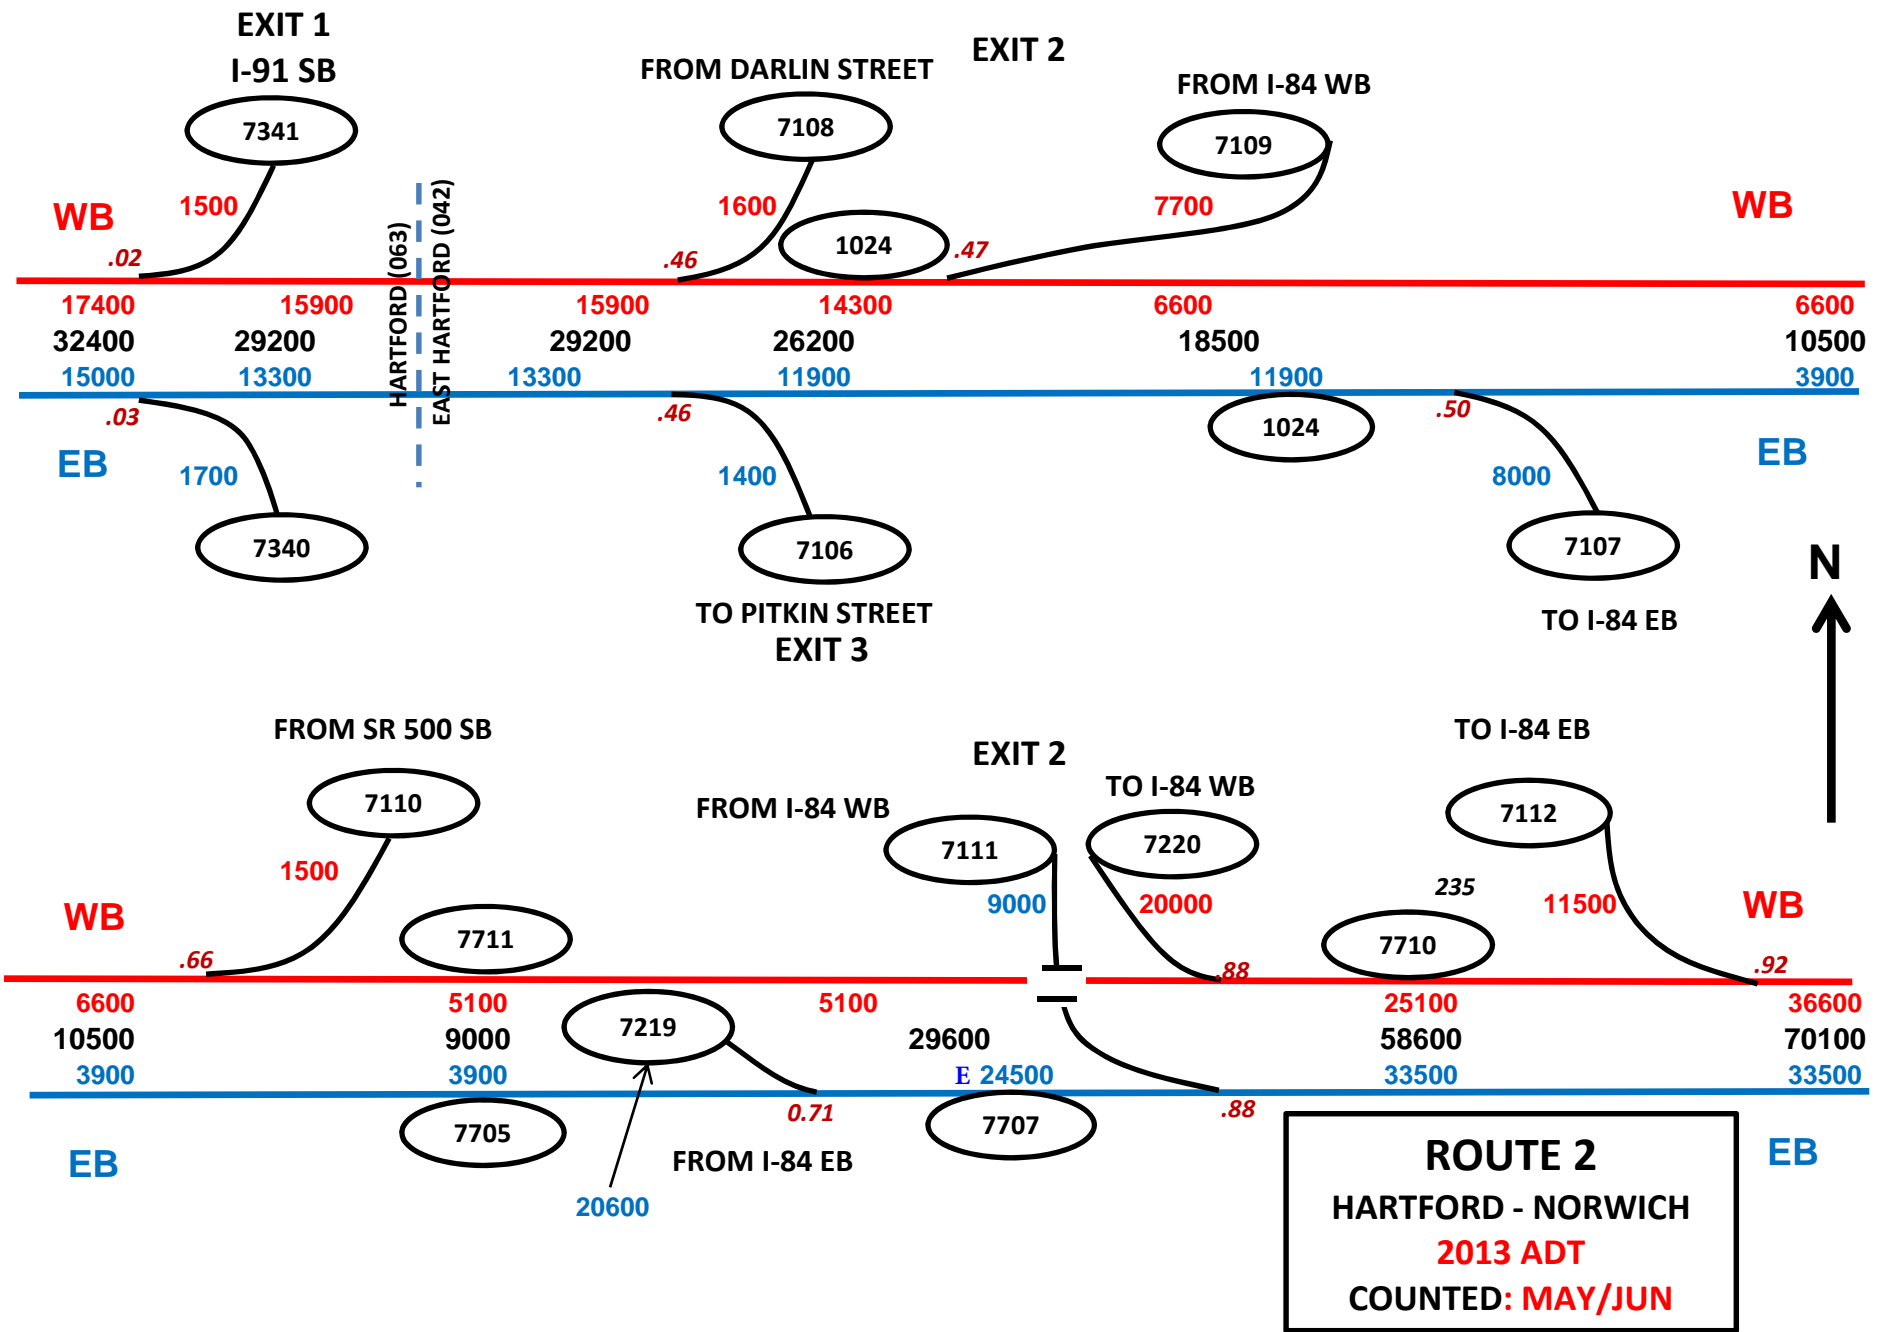 EXIT 1
I-91 SB
FROM DARLIN STREET
EXIT 2
FROM I-84 WB
7341
7108
7109
WB
1500
1600
7700
WB
1024
.02
.46
.47
HARTFORD (063)
EAST HARTFORD (042)
17400 15900 15900 14300 6600 6600
32400 29200 29200 26200 18500 10500
15000 13300 13300 11900 11900 3900
.03
.46
.50
1024
EB
1700
1400
8000
EB
7340
7106
7107
TO PITKIN STREET
EXIT 3
TO I-84 EB
N
FROM SR 500 SB
EXIT 2
TO I-84 EB
FROM I-84 WB
TO I-84 WB
7110
7111
7220
7112
1500
9000
20000
235
11500
WB
WB
7711
7710
.66
.88
.92
6600 5100 5100 25100 36600
7219
10500 9000 29600 58600 70100
3900 3900 E 24500 33500 33500
0.71
.88
7705
7707
EB
FROM I-84 EB
EB
20600
ROUTE 2
HARTFORD - NORWICH
2013 ADT
COUNTED: MAY/JUN